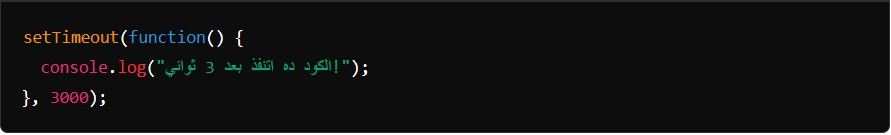 setTimeout(function() {
  console.log("الكود ده اتنفذ بعد 3 ثواني!");
}, 3000);